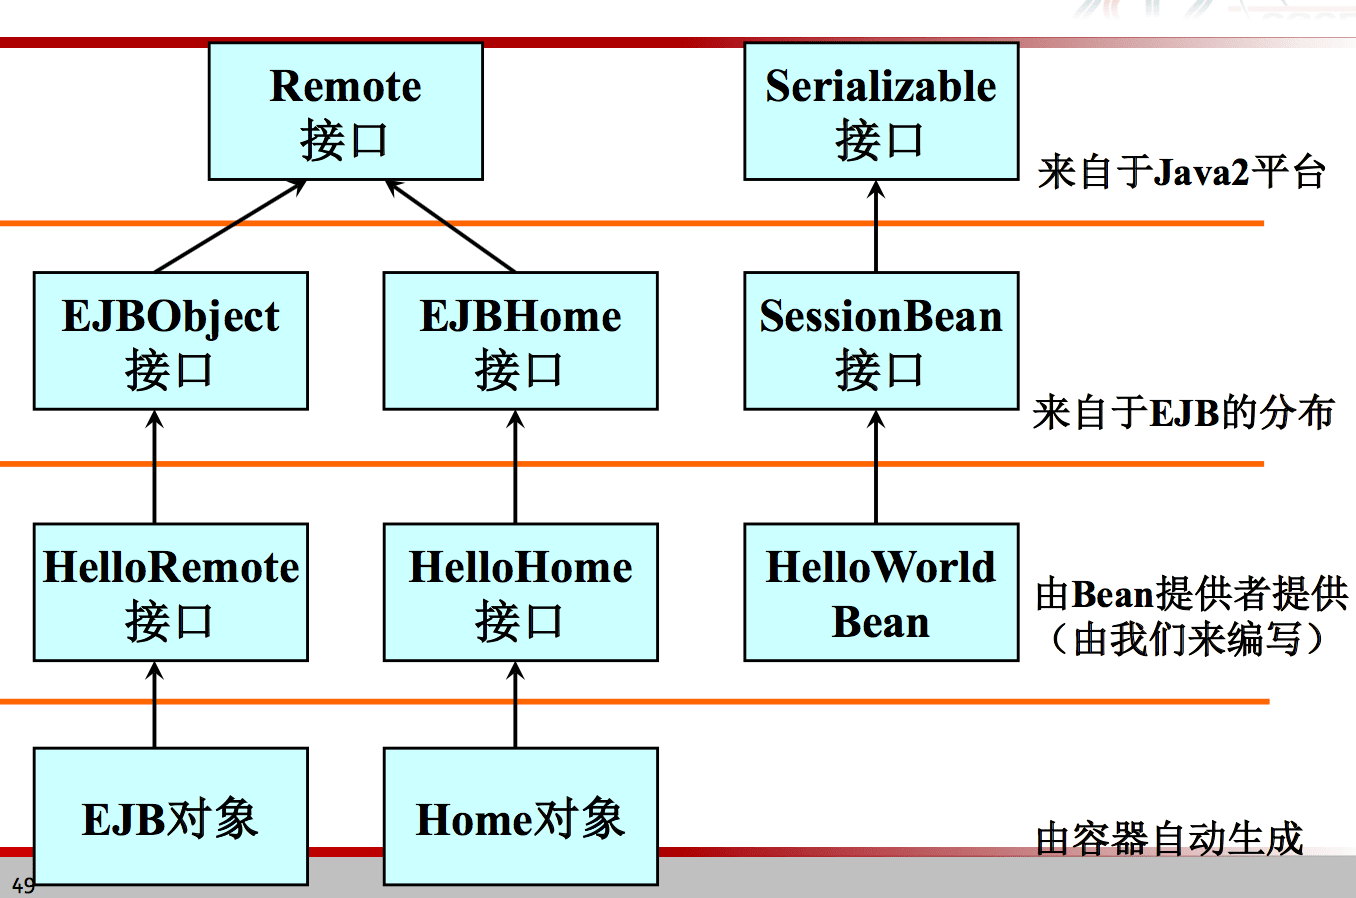 Remote
接口
Serializable
接口
来自于Java2平台
EJBObject
接口
EJBHome
接口
SessionBean
接口
来自于EJB的分布
HelloRemote
接口
HelloHome
接口
HelloWorld
Bean
由Bean提供者提供
（由我们来编写）
EJB对象
Home对象
由容器自动生成
49